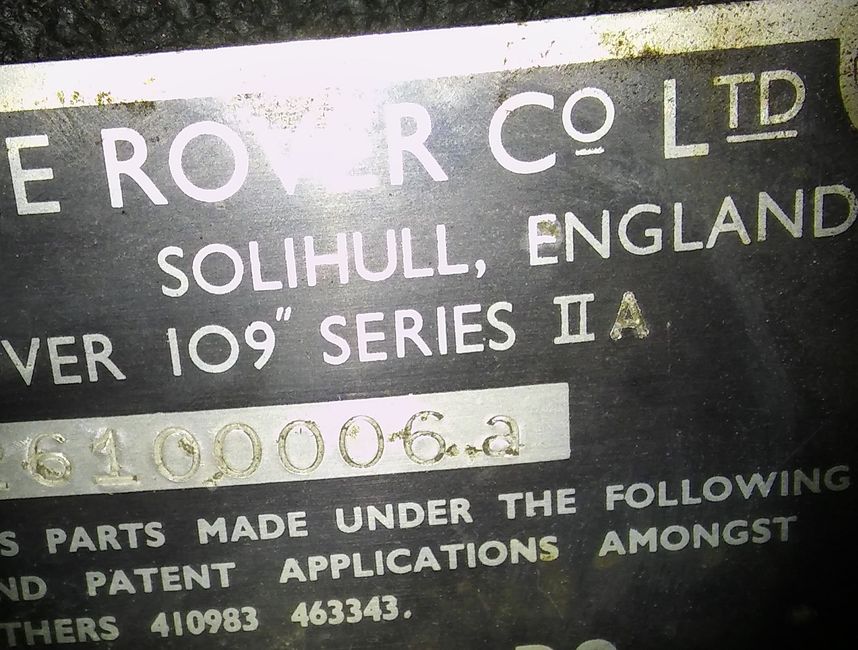 E ROVER Co LTD
SOLIHULL, ENGLAND
VER 109" SERIES II A
6100006.a
S PARTS MADE UNDER THE FOLLOWING
ND PATENT APPLICATIONS AMONGST
THERS 410983 463343.